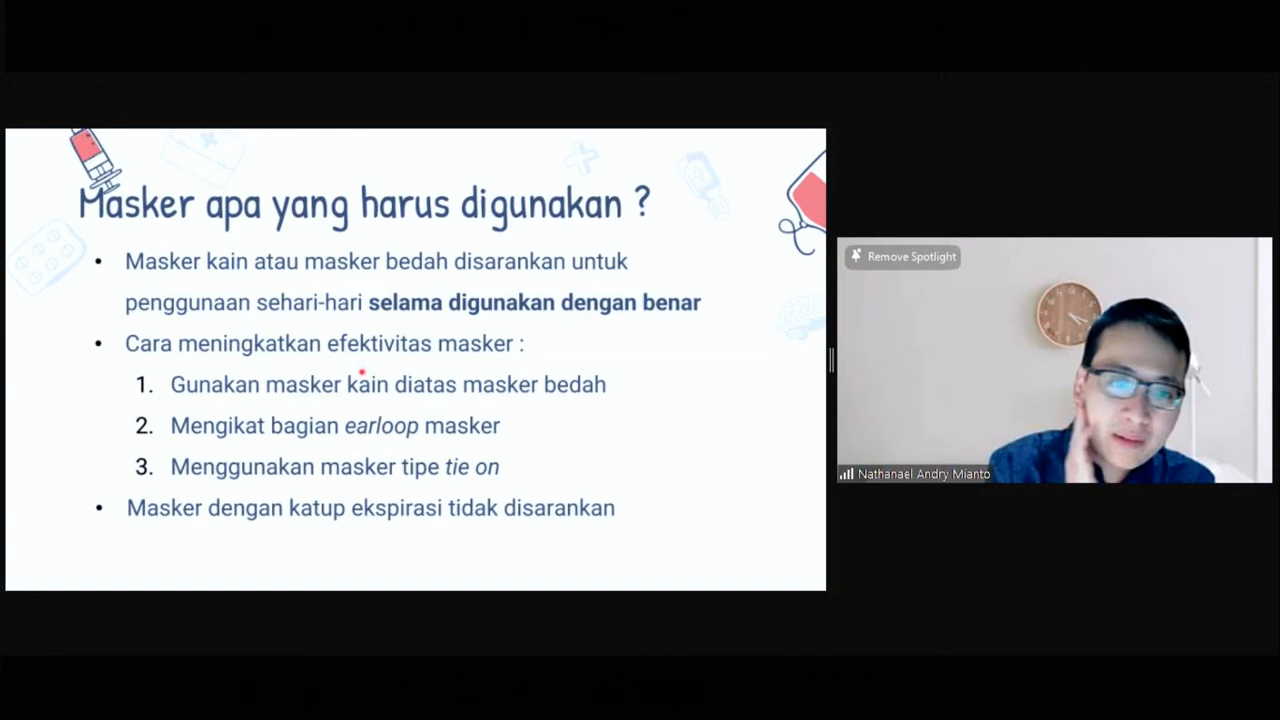 Masker apa yang harus digunakan ?
• Masker kain atau masker bedah disarankan untuk
penggunaan sehari-hari selama digunakan dengan benar
• Cara meningkatkan efektivitas masker :
1. Gunakan masker kain diatas masker bedah
2. Mengikat bagian earloop masker
3. Menggunakan masker tipe tie on
• Masker dengan katup ekspirasi tidak disarankan
Remove Spotlight
Nathanael Andry Mianto